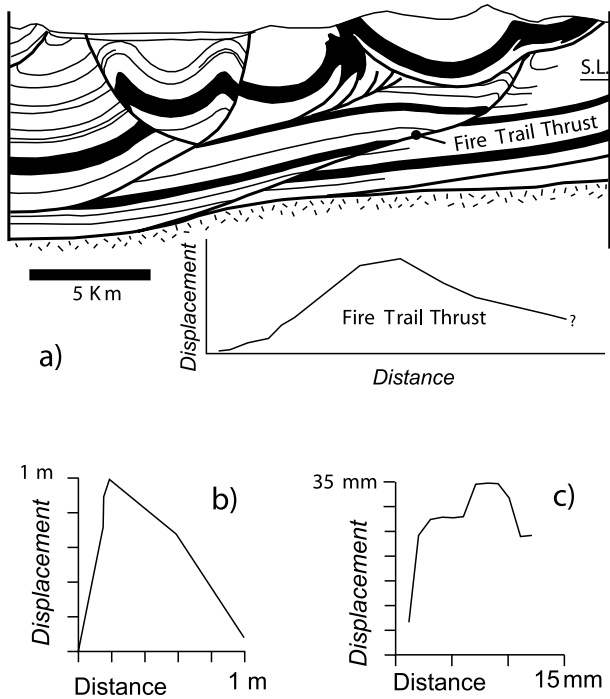 S.L.
Fire Trail Thrust
5 Km
Displacement
Fire Trail Thrust
?
a)
Distance
1 m
b)
Displacement
Distance
1 m
35 mm
c)
Displacement
Distance
15 mm